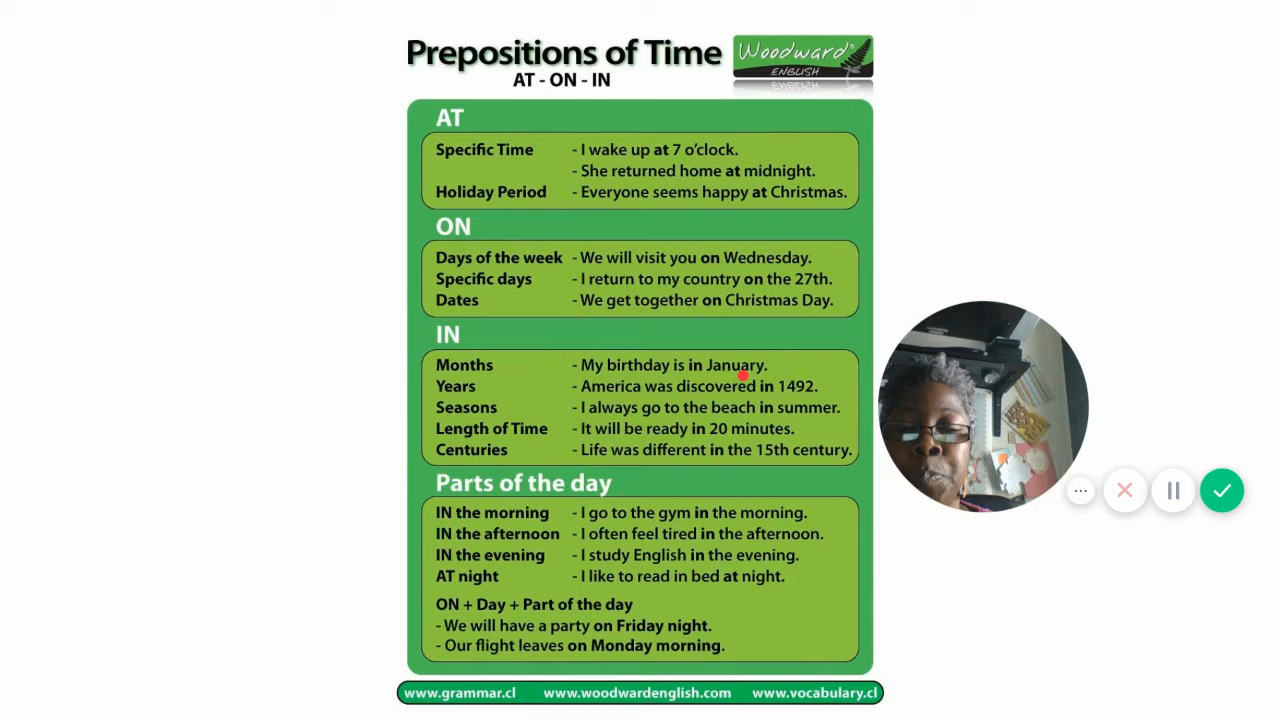 Prepositions of Time
AT - ON - IN
Woodward®
ENGLISH
AT
Specific Time - I wake up at 7 o'clock.
- She returned home at midnight.
Holiday Period - Everyone seems happy at Christmas.
ON
Days of the week - We will visit you on Wednesday.
Specific days - I return to my country on the 27th.
Dates - We get together on Christmas Day.
IN
Months - My birthday is in January.
Years - America was discovered in 1492.
Seasons - I always go to the beach in summer.
Length of Time - It will be ready in 20 minutes.
Centuries - Life was different in the 15th century.
Parts of the day
IN the morning - I go to the gym in the morning.
IN the afternoon - I often feel tired in the afternoon.
IN the evening - I study English in the evening.
AT night - I like to read in bed at night.
ON + Day + Part of the day
- We will have a party on Friday night.
- Our flight leaves on Monday morning.
www.grammar.cl www.woodwardenglish.com www.vocabulary.cl